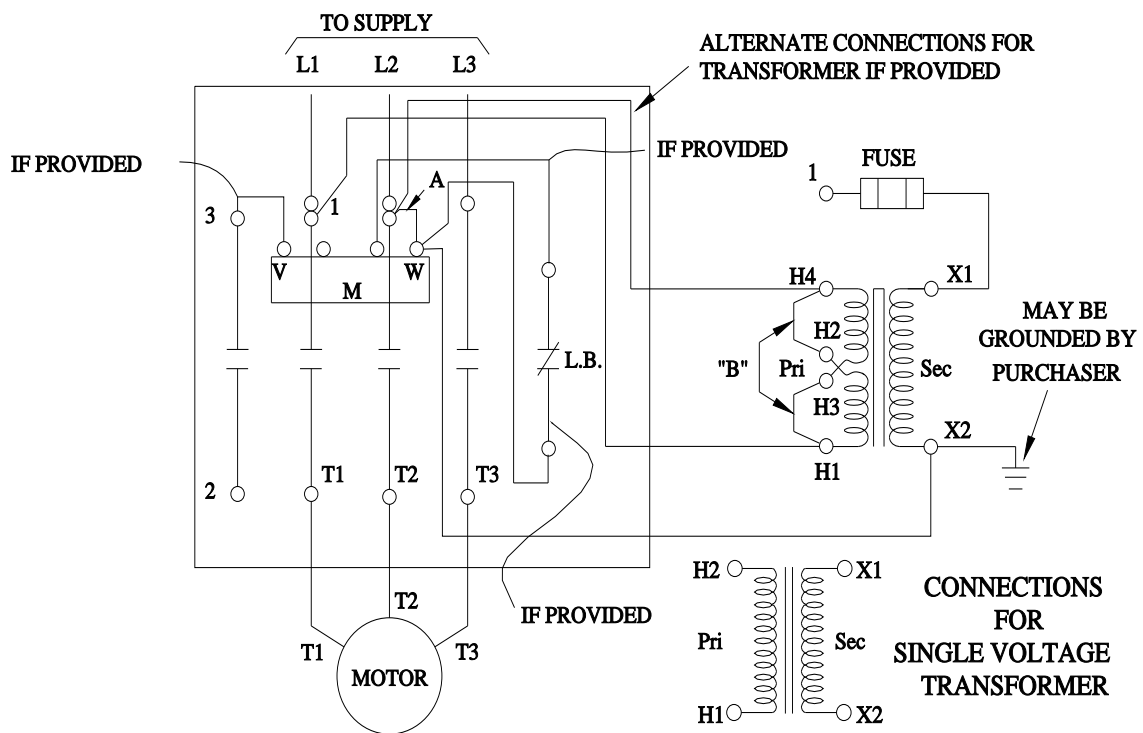 TO SUPPLY
L1 L2 L3
ALTERNATE CONNECTIONS FOR
TRANSFORMER IF PROVIDED
IF PROVIDED
IF PROVIDED
A
1 FUSE
3 1
V W
M
H4 X1
H2
"B" Pri Sec
H3
H1 X2
MAY BE
GROUNDED BY
PURCHASER
L.B.
2 T1 T2 T3
IF PROVIDED
T2
T1 T3
MOTOR
H2 X1
Pri Sec
H1 X2
CONNECTIONS
FOR
SINGLE VOLTAGE
TRANSFORMER